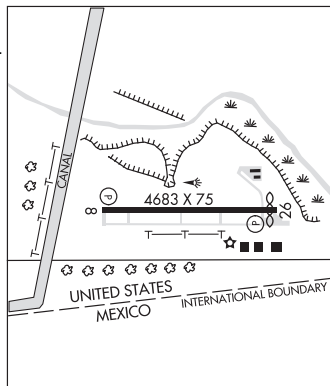 CANAL
P
4683 X 75
8
26
P
UNITED STATES
MEXICO
INTERNATIONAL BOUNDARY